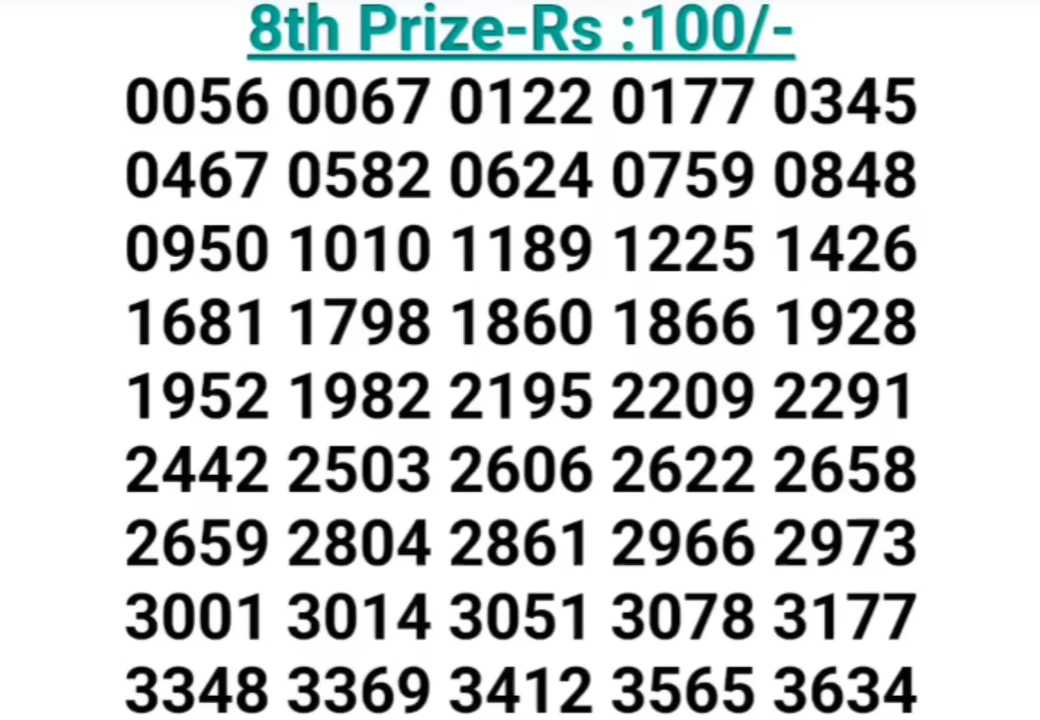 8th Prize-Rs :100/-
0056 0067 0122 0177 0345
0467 0582 0624 0759 0848
0950 1010 1189 1225 1426
1681 1798 1860 1866 1928
1952 1982 2195 2209 2291
2442 2503 2606 2622 2658
2659 2804 2861 2966 2973
3001 3014 3051 3078 3177
3348 3369 3412 3565 3634